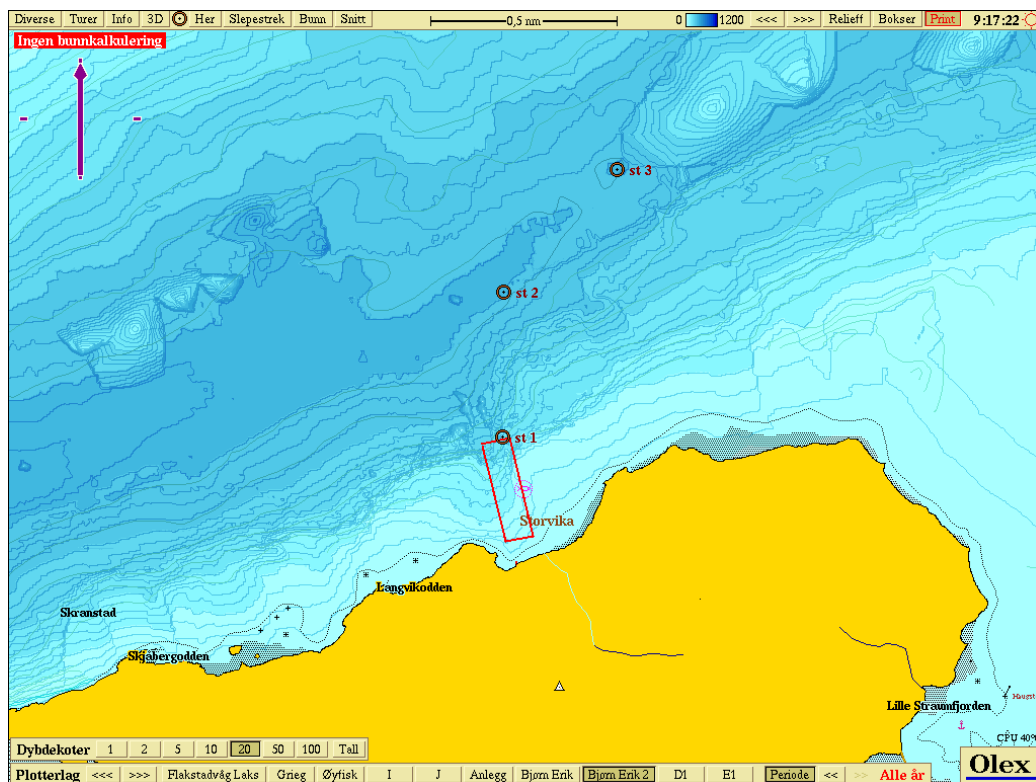 Diverse Turer Info 3D Her Slepestrek Bunn Snitt 0,5 nm 0 1200 <<< >>> Relieff Bokser Print 9:17:22
Ingen bunnkalkulering
st 3
st 2
st 1
Storvika
Langvikodden
Skranstad
Skjåbergodden
Lille Straumfjorden
CPU 40°
Dybdekoter 1 2 5 10 20 50 100 Tall
Olex
Plotterlag <<< >>> Flakstadvåg Laks Grieg Øyfisk I J Anlegg Bjørn Erik Bjørn Erik 2 D1 E1 Periode << >> Alle år